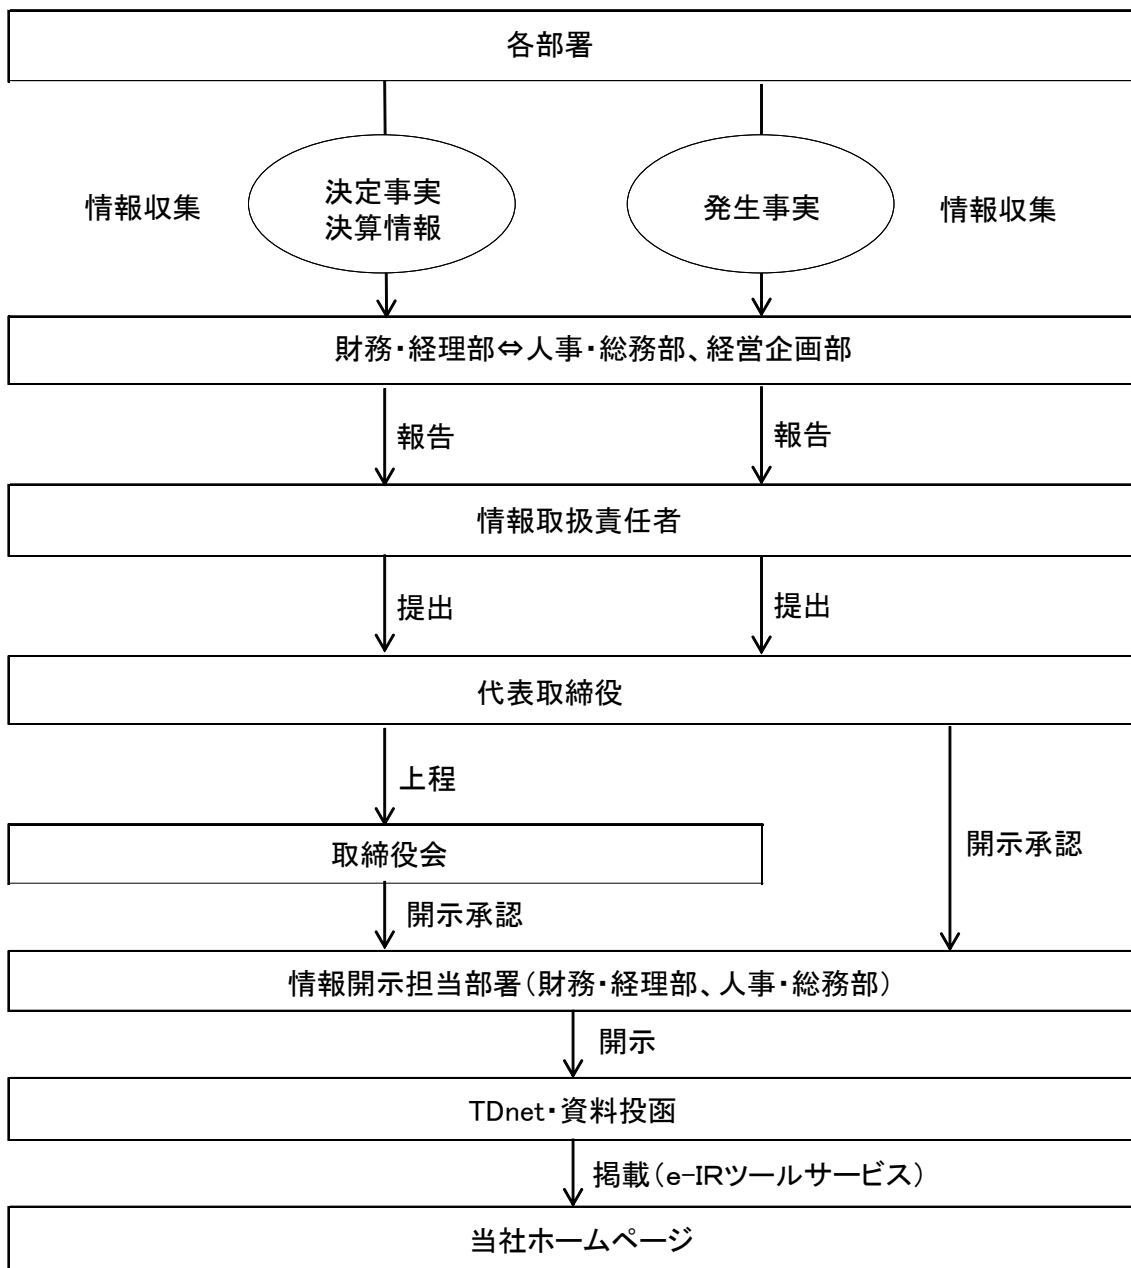 各部署
情報収集
決定事実
決算情報
発生事実
情報収集
財務・経理部⇔人事・総務部、経営企画部
報告
報告
情報取扱責任者
提出
提出
代表取締役
上程
取締役会
開示承認
開示承認
情報開示担当部署（財務・経理部、人事・総務部）
開示
TDnet・資料投函
掲載（e-IRツールサービス）
当社ホームページ